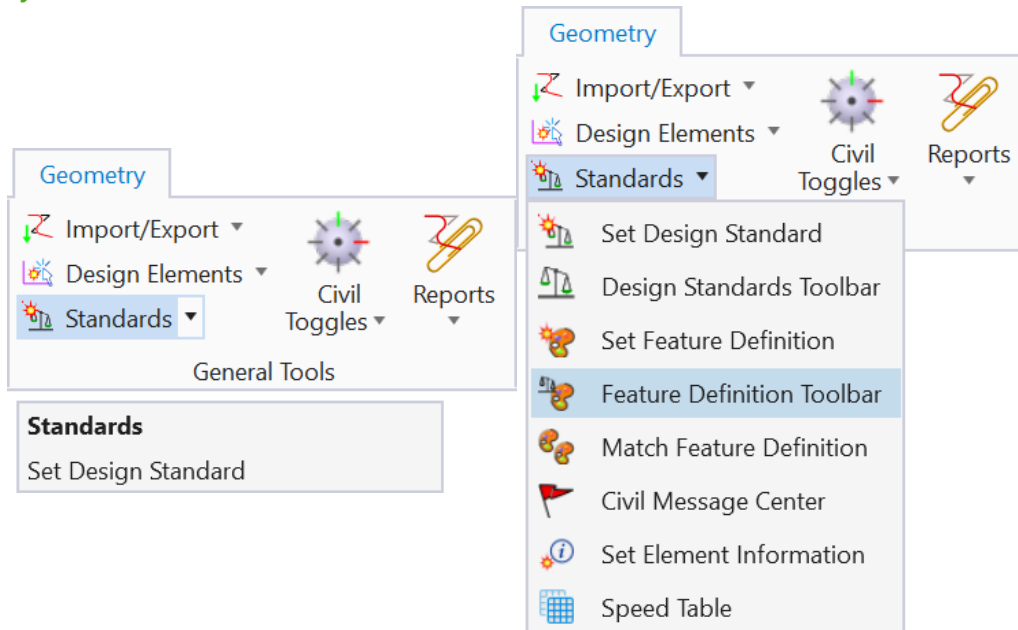 Geometry
Import/Export
Design Elements
Standards
Civil
Toggles
Reports
General Tools
Standards
Set Design Standard
Geometry
Import/Export
Design Elements
Standards
Civil
Toggles
Reports
Set Design Standard
Design Standards Toolbar
Set Feature Definition
Feature Definition Toolbar
Match Feature Definition
Civil Message Center
Set Element Information
Speed Table